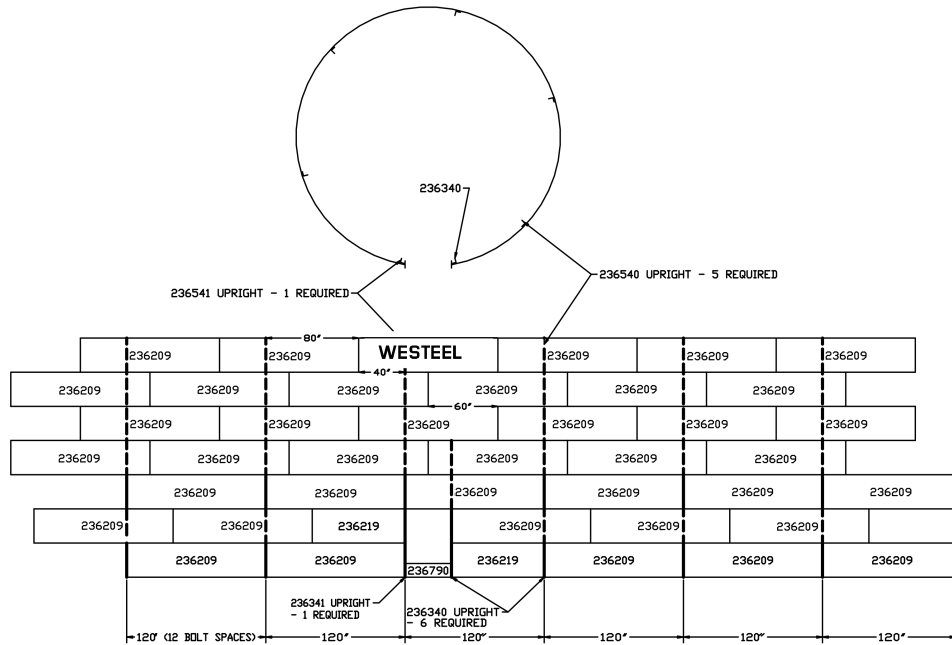 236340
236541 UPRIGHT - 1 REQUIRED
236540 UPRIGHT - 5 REQUIRED
80"
236209 236209 WESTEEL 236209 236209 236209
40"
236209 236209 236209 236209 236209 236209
60"
236209 236209 236209 236209 236209 236209
236209 236209 236209 236209 236209 236209
236209 236209 236209 236209 236209 236209
236209 236209 236219 236209 236209 236209
236209 236209 236219 236209 236209 236209
236790
236341 UPRIGHT
- 1 REQUIRED
236340 UPRIGHT
- 6 REQUIRED
120" (12 BOLT SPACES) 120" 120" 120" 120" 120"